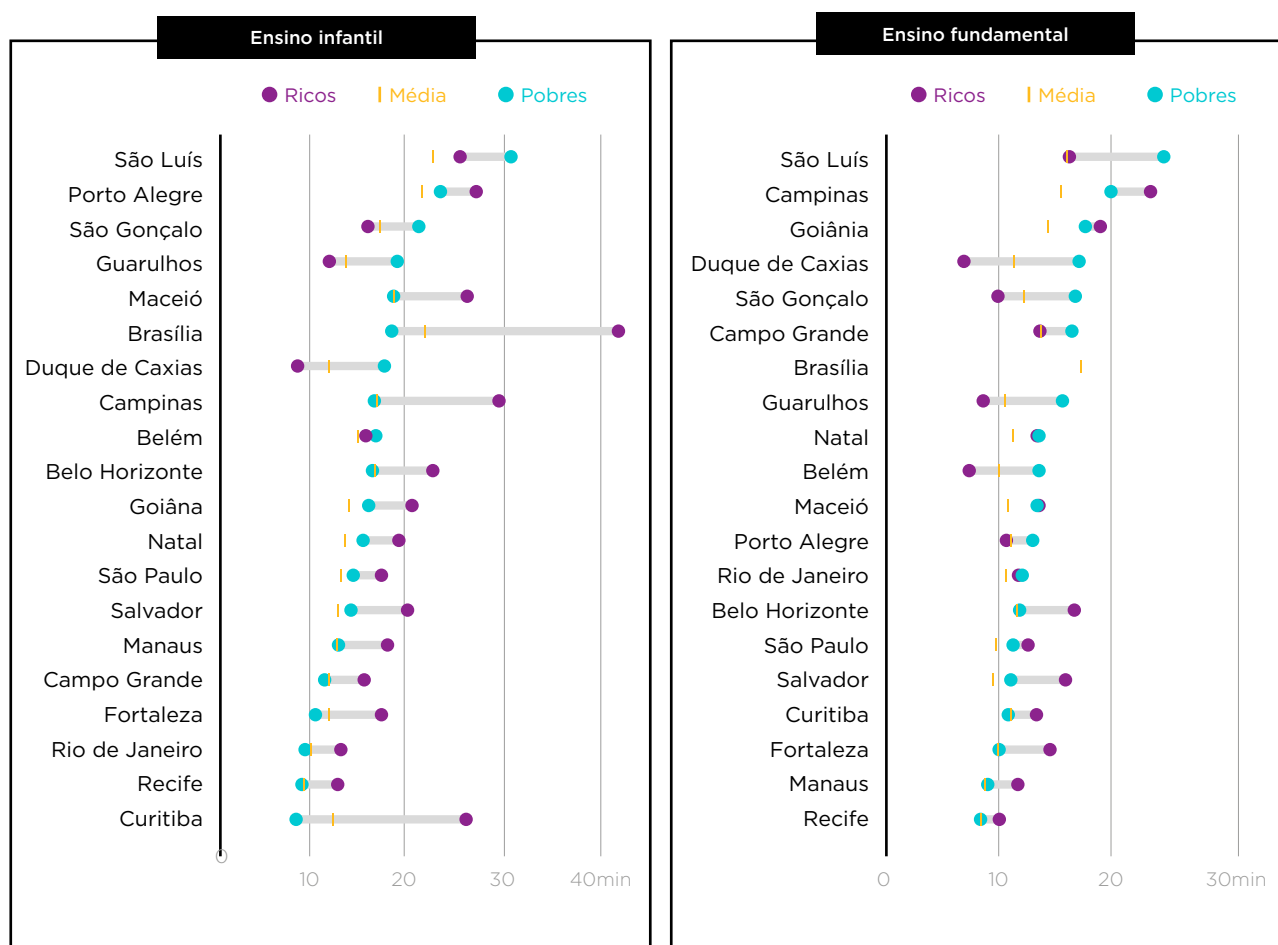 Ensino infantil
Ricos Média Pobres
São Luís
Porto Alegre
São Gonçalo
Guarulhos
Maceió
Brasília
Duque de Caxias
Campinas
Belém
Belo Horizonte
Goiâna
Natal
São Paulo
Salvador
Manaus
Campo Grande
Fortaleza
Rio de Janeiro
Recife
Curitiba
0
10 20 30 40min
Ensino fundamental
Ricos Média Pobres
São Luís
Campinas
Goiânia
Duque de Caxias
São Gonçalo
Campo Grande
Brasília
Guarulhos
Natal
Belém
Maceió
Porto Alegre
Rio de Janeiro
Belo Horizonte
São Paulo
Salvador
Curitiba
Fortaleza
Manaus
Recife
0 10 20 30min